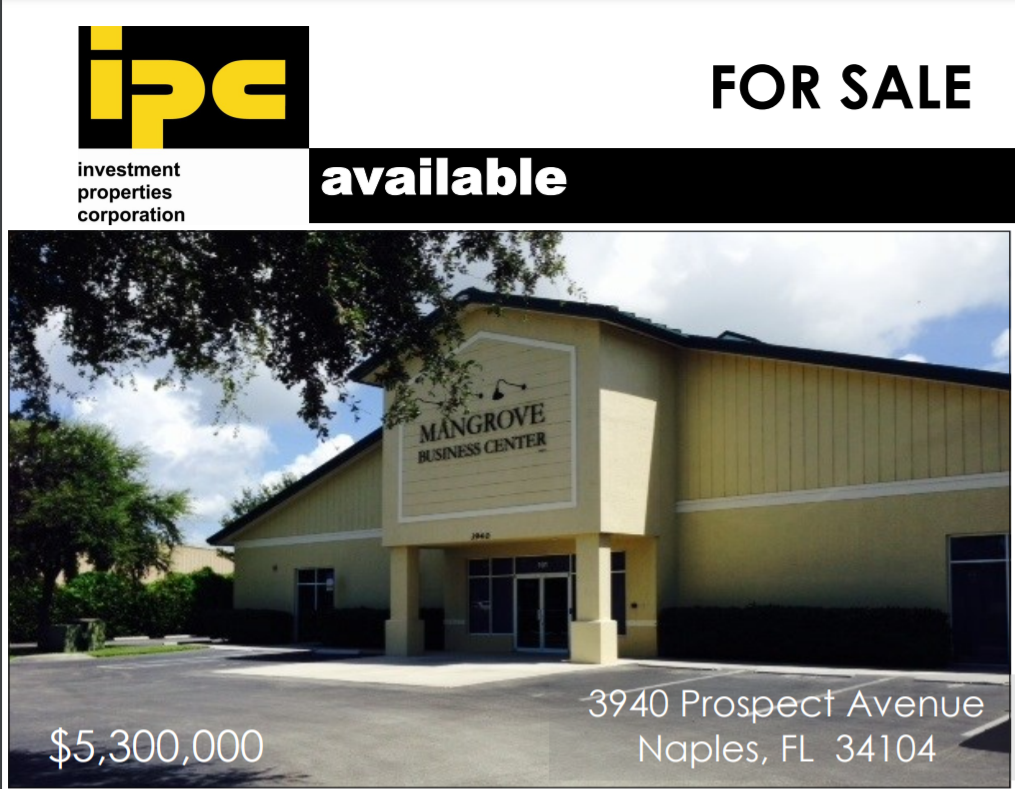 ipc
FOR SALE
investment
properties
corporation
available
MANGROVE
BUSINESS CENTER
3940
101
$5,300,000
3940 Prospect Avenue
Naples, FL 34104